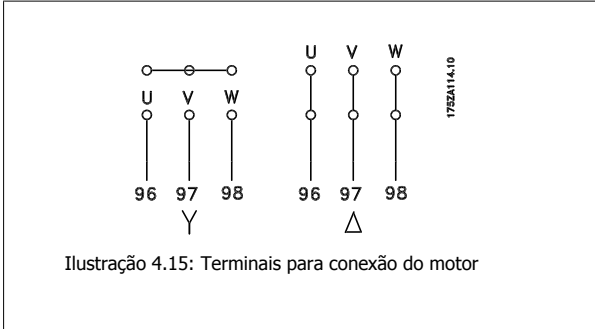 U V W
U V W
175ZA114.10
96 97 98
96 97 98
Y
Δ
Ilustração 4.15: Terminais para conexão do motor